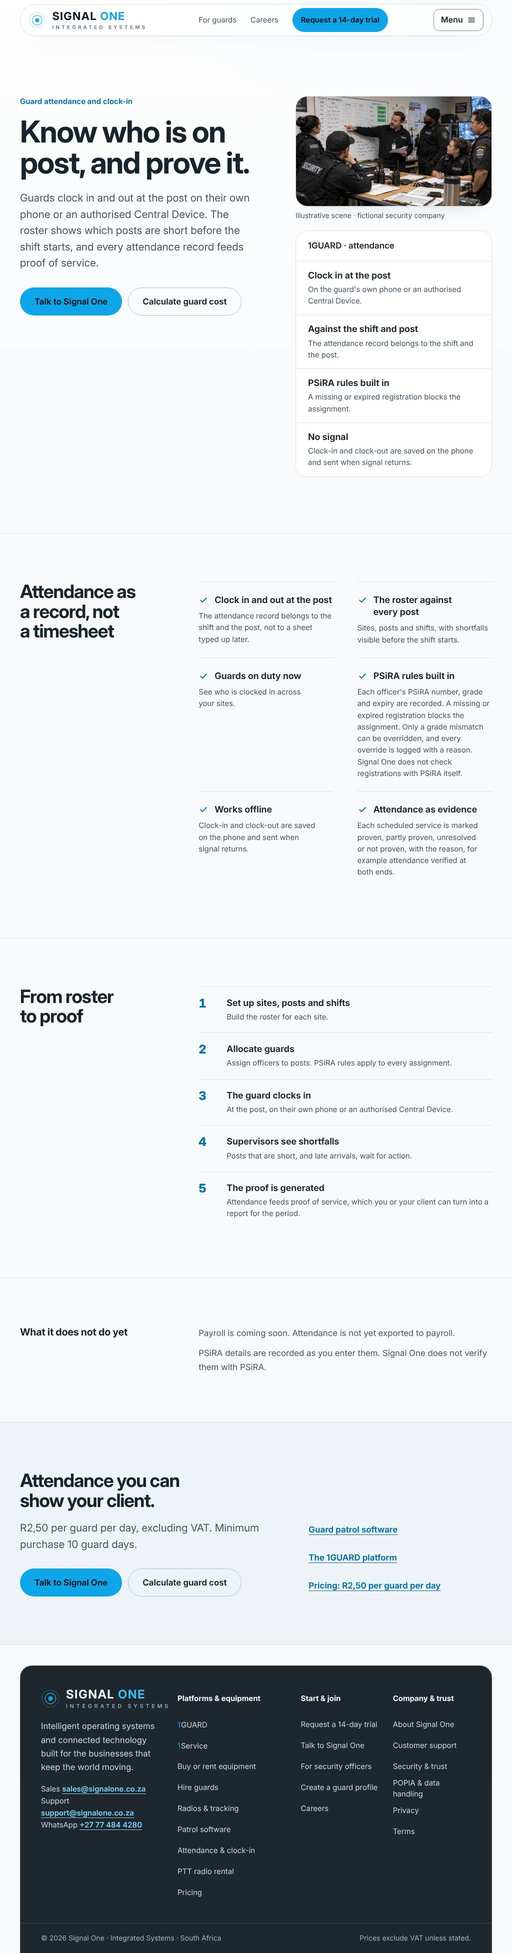 SIGNAL ONE
INTEGRATED SYSTEMS
For guards
Careers
Request a 14-day trial
Menu
Guard attendance and clock-in
Know who is on
post, and prove it.
Guards clock in and out at the post on their own
phone or an authorised Central Device. The
roster shows which posts are short before the
shift starts, and every attendance record feeds
proof of service.
Talk to Signal One
Calculate guard cost
SECURITY
Illustrative scene · fictional security company
1GUARD · attendance
Clock in at the post
On the guard's own phone or an authorised
Central Device.
Against the shift and post
The attendance record belongs to the shift and
the post.
PSiRA rules built in
A missing or expired registration blocks the
assignment.
No signal
Clock-in and clock-out are saved on the phone
and sent when signal returns.
Attendance as
a record, not
a timesheet
Clock in and out at the post
The attendance record belongs to the
shift and the post, not to a sheet
typed up later.
The roster against
every post
Sites, posts and shifts, with shortfalls
visible before the shift starts.
Guards on duty now
See who is clocked in across
your sites.
PSiRA rules built in
Each officer's PSiRA number, grade
and expiry are recorded. A missing or
expired registration blocks the
assignment. Only a grade mismatch
can be overridden, and every
override is logged with a reason.
Signal One does not check
registrations with PSiRA itself.
Works offline
Clock-in and clock-out are saved
on the phone and sent when
signal returns.
Attendance as evidence
Each scheduled service is marked
proven, partly proven, unresolved
or not proven, with the reason, for
example attendance verified at
both ends.
From roster
to proof
1
Set up sites, posts and shifts
Build the roster for each site.
2
Allocate guards
Assign officers to posts. PSiRA rules apply to every assignment.
3
The guard clocks in
At the post, on their own phone or an authorised Central Device.
4
Supervisors see shortfalls
Posts that are short, and late arrivals, wait for action.
5
The proof is generated
Attendance feeds proof of service, which you or your client can turn into a
report for the period.
What it does not do yet
Payroll is coming soon. Attendance is not yet exported to payroll.
PSiRA details are recorded as you enter them. Signal One does not verify
them with PSiRA.
Attendance you can
show your client.
R2,50 per guard per day, excluding VAT. Minimum
purchase 10 guard days.
Talk to Signal One
Calculate guard cost
Guard patrol software
The 1GUARD platform
Pricing: R2,50 per guard per day
SIGNAL ONE
INTEGRATED SYSTEMS
Intelligent operating systems
and connected technology
built for the businesses that
keep the world moving.
Sales sales@signalone.co.za
Support
support@signalone.co.za
WhatsApp +27 77 484 4280
Platforms & equipment
1GUARD
1Service
Buy or rent equipment
Hire guards
Radios & tracking
Patrol software
Attendance & clock-in
PTT radio rental
Pricing
Start & join
Request a 14-day trial
Talk to Signal One
For security officers
Create a guard profile
Careers
Company & trust
About Signal One
Customer support
Security & trust
POPIA & data
handling
Privacy
Terms
© 2026 Signal One · Integrated Systems · South Africa
Prices exclude VAT unless stated.